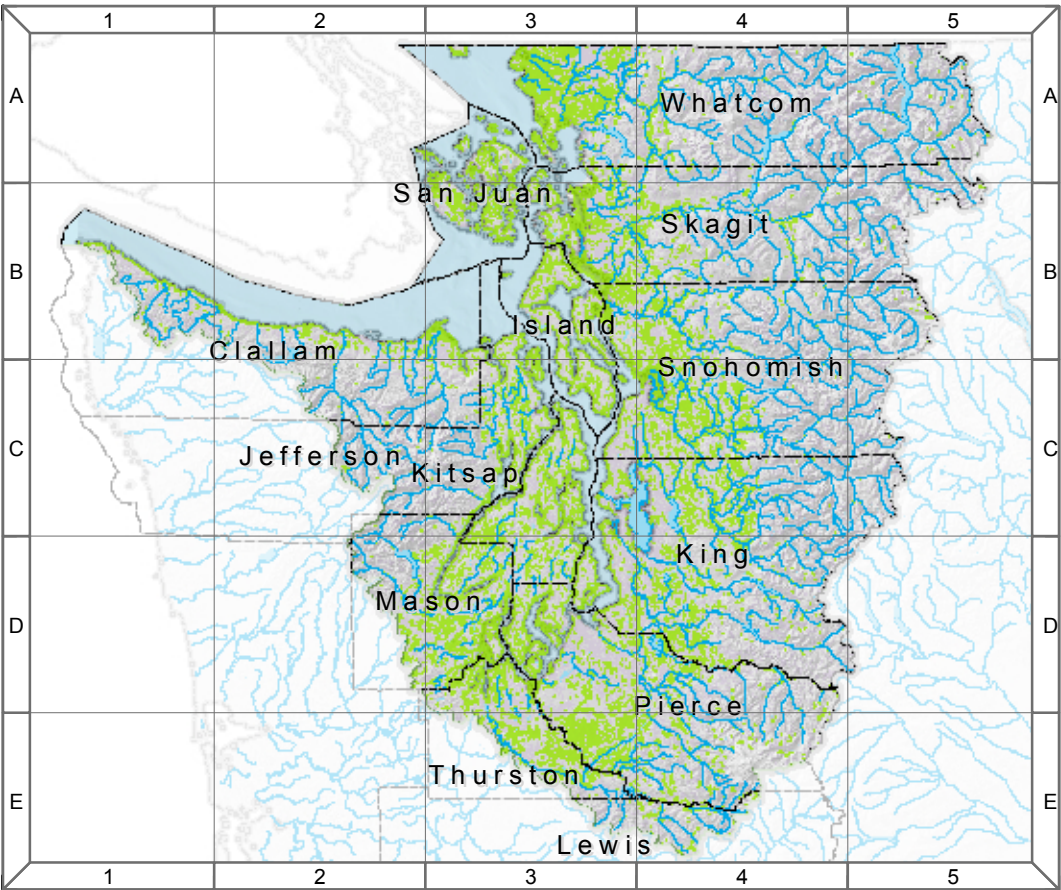 1 2 3 4 5
A Whatcom A
San Juan
Skagit
B B
Island
Clallam
Snohomish
C C
Jefferson
Kitsap
King
Mason
D D
Pierce
Thurston
E E
Lewis
1 2 3 4 5